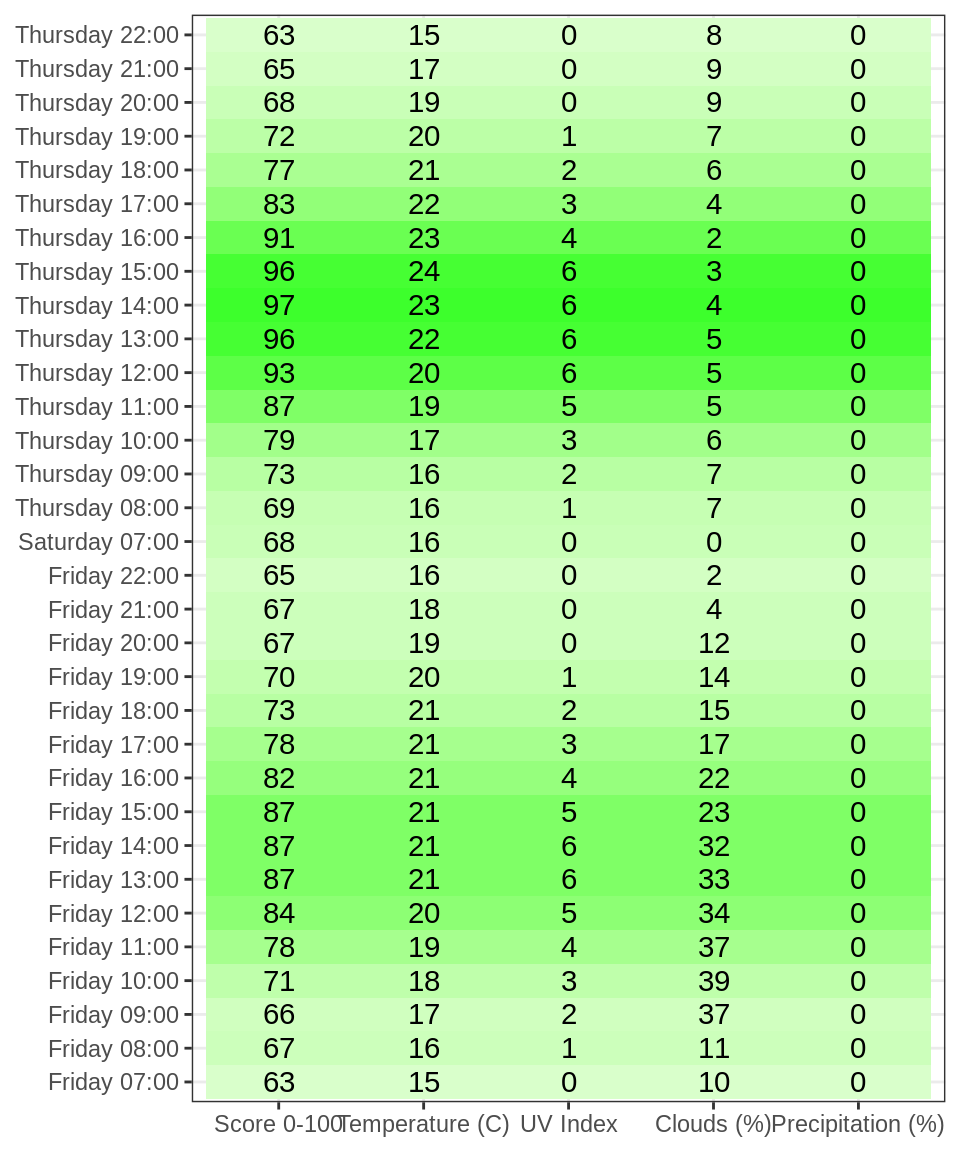 Thursday 22:00 63 15 0 8 0
Thursday 21:00 65 17 0 9 0
Thursday 20:00 68 19 0 9 0
Thursday 19:00 72 20 1 7 0
Thursday 18:00 77 21 2 6 0
Thursday 17:00 83 22 3 4 0
Thursday 16:00 91 23 4 2 0
Thursday 15:00 96 24 6 3 0
Thursday 14:00 97 23 6 4 0
Thursday 13:00 96 22 6 5 0
Thursday 12:00 93 20 6 5 0
Thursday 11:00 87 19 5 5 0
Thursday 10:00 79 17 3 6 0
Thursday 09:00 73 16 2 7 0
Thursday 08:00 69 16 1 7 0
Saturday 07:00 68 16 0 0 0
Friday 22:00 65 16 0 2 0
Friday 21:00 67 18 0 4 0
Friday 20:00 67 19 0 12 0
Friday 19:00 70 20 1 14 0
Friday 18:00 73 21 2 15 0
Friday 17:00 78 21 3 17 0
Friday 16:00 82 21 4 22 0
Friday 15:00 87 21 5 23 0
Friday 14:00 87 21 6 32 0
Friday 13:00 87 21 6 33 0
Friday 12:00 84 20 5 34 0
Friday 11:00 78 19 4 37 0
Friday 10:00 71 18 3 39 0
Friday 09:00 66 17 2 37 0
Friday 08:00 67 16 1 11 0
Friday 07:00 63 15 0 10 0
Score 0-100 Temperature (C) UV Index Clouds (%) Precipitation (%)